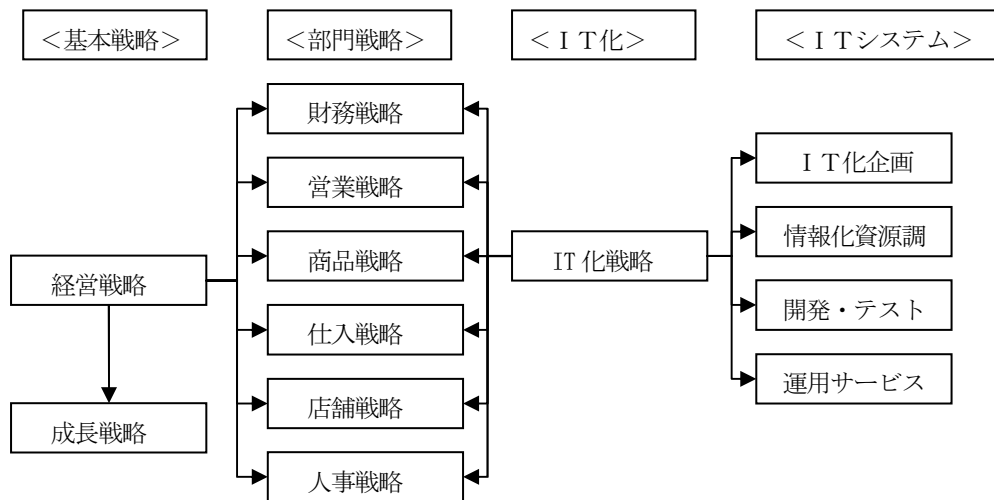 <基本戦略>
<部門戦略>
<IT化>
<ITシステム>
財務戦略
営業戦略
商品戦略
仕入戦略
店舗戦略
人事戦略
経営戦略
成長戦略
IT 化戦略
IT化企画
情報化資源調
開発・テスト
運用サービス